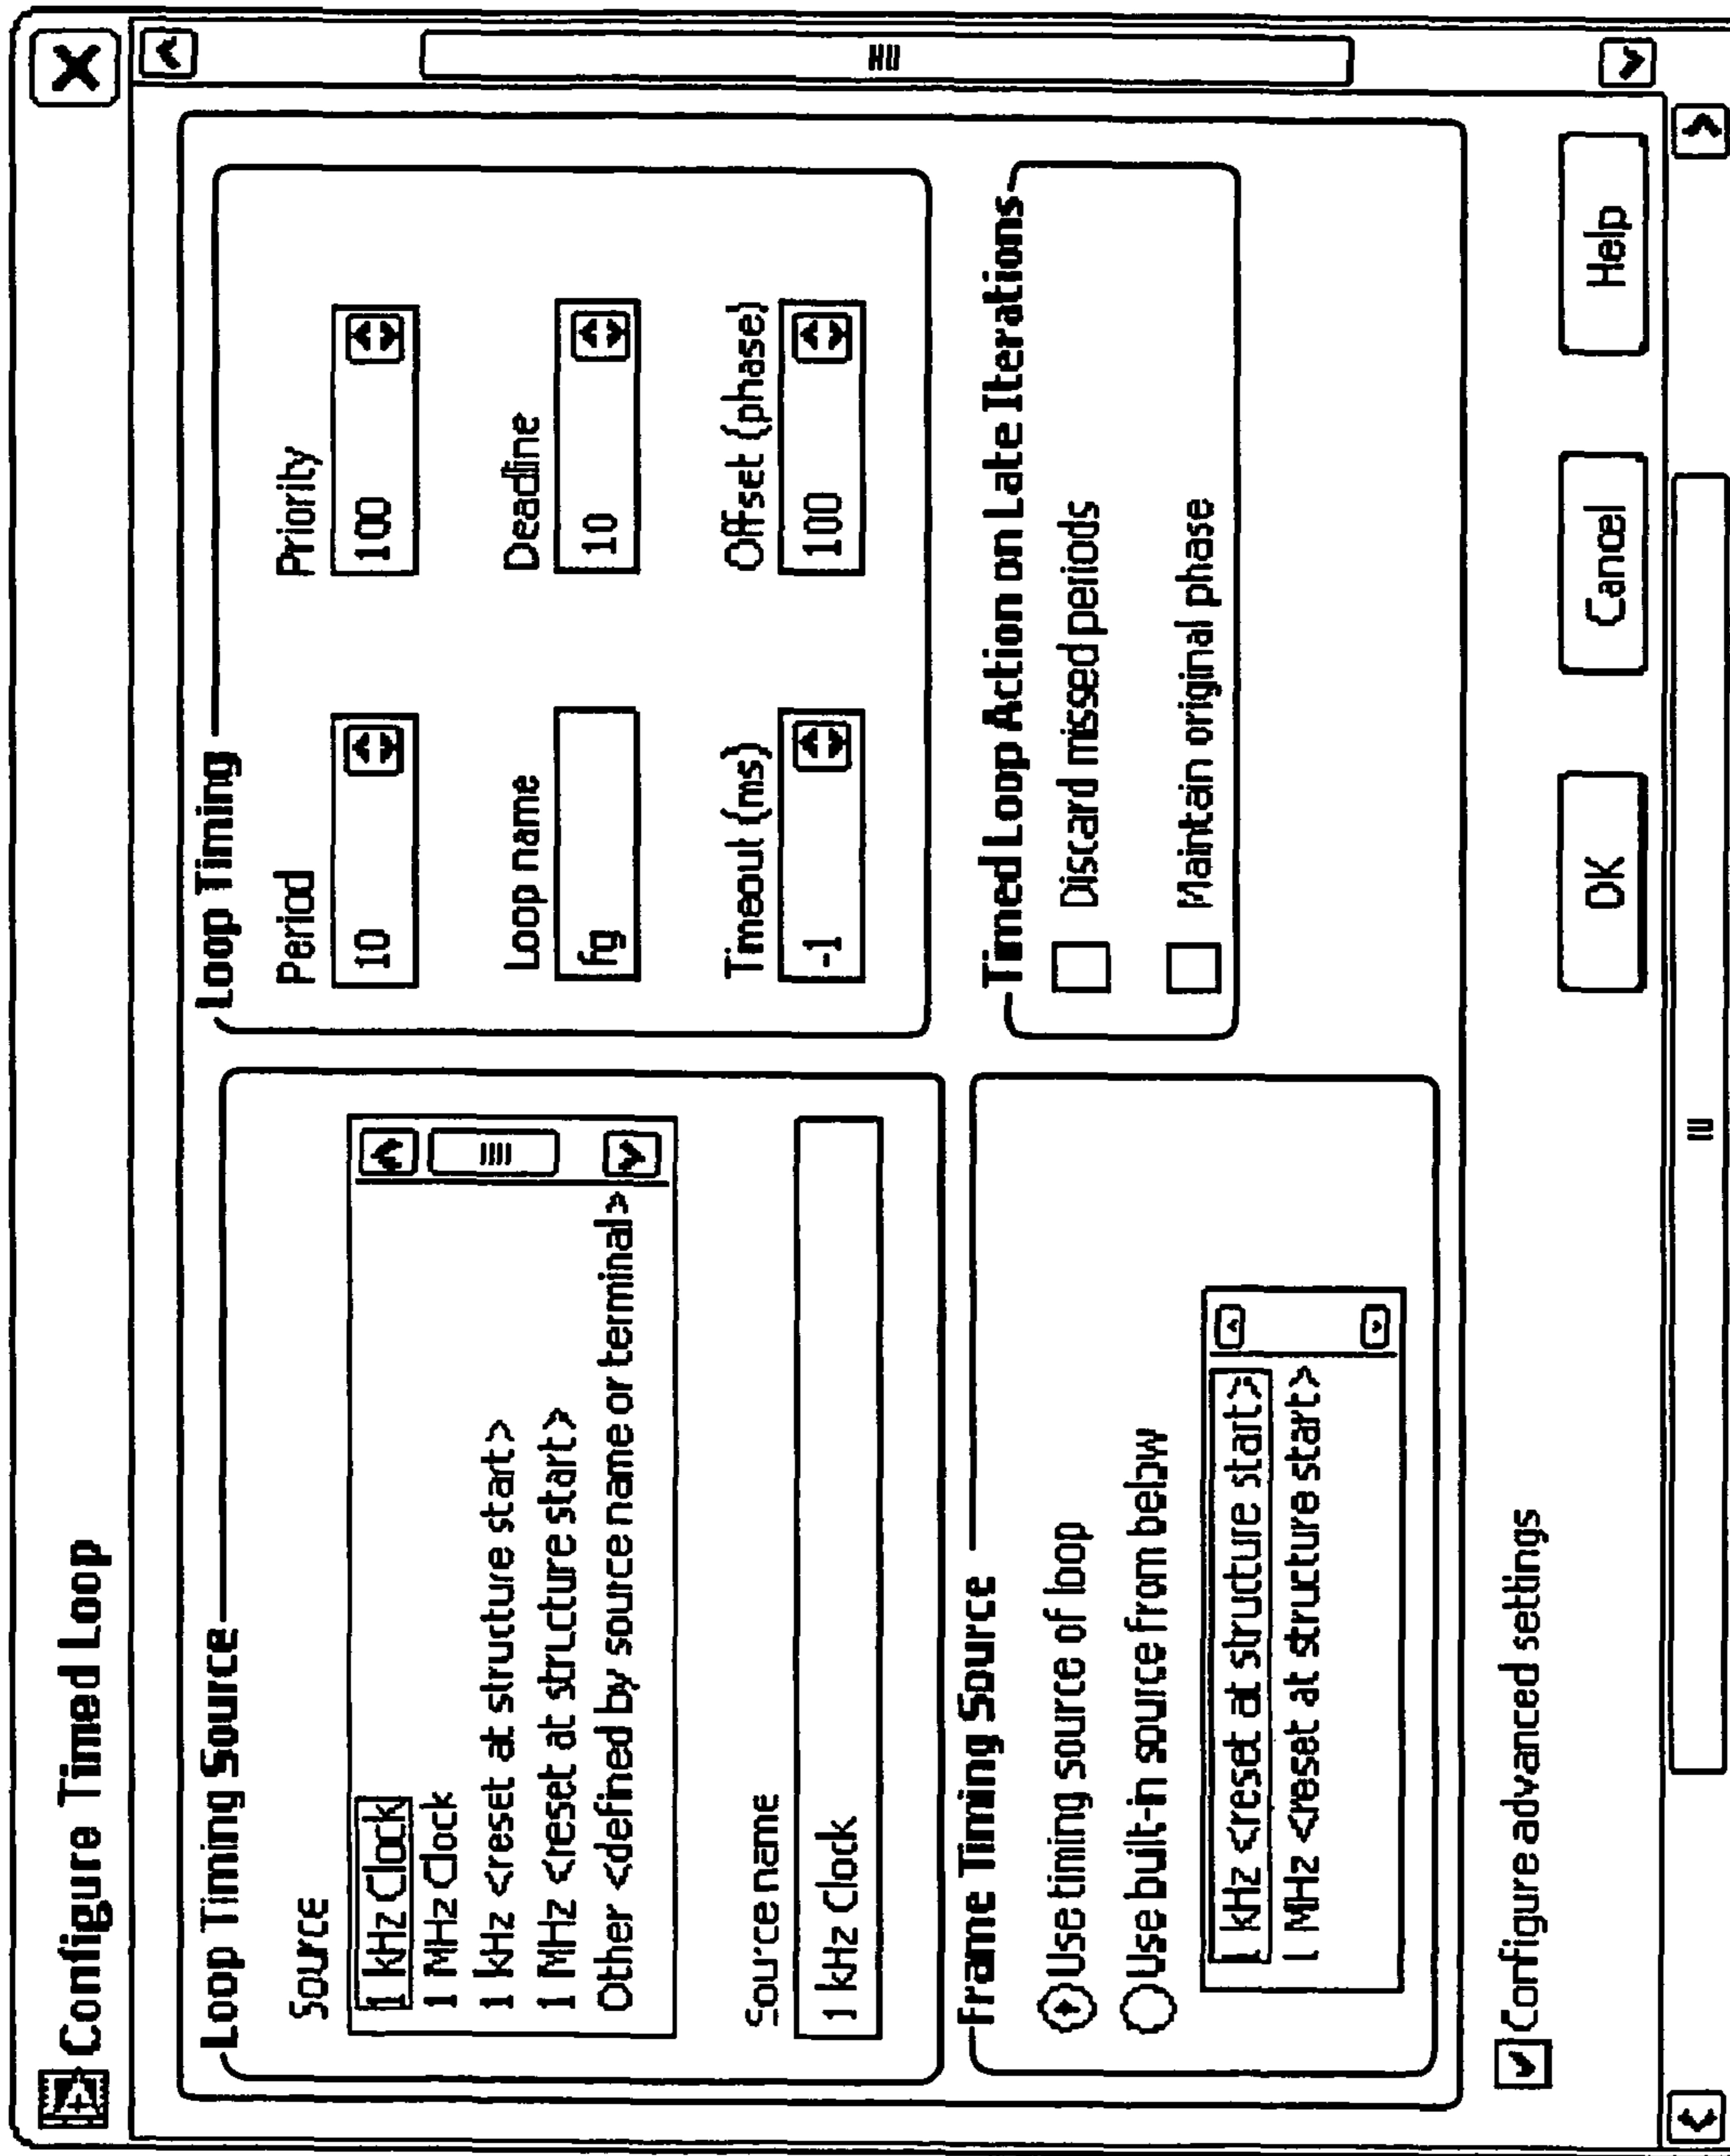 Configure Timed Loop
Loop Timing Source
Source
1 kHz Clock
1 MHz Clock
1 kHz <reset at structure start>
1 MHz <reset at structure start>
Other <defined by source name or terminal>
Source name
1 kHz Clock
Frame Timing Source
Use timing source of loop
Use built-in source from below
1 kHz <reset at structure start>
1 MHz <reset at structure start>
Loop Timing
Period
10
Priority
100
Loop name
fg
Deadline
10
Timeout (ms)
-1
Offset (phase)
100
Timed Loop Action on Late Iterations
Discard missed periods
Maintain original phase
Configure advanced settings
OK
Cancel
Help